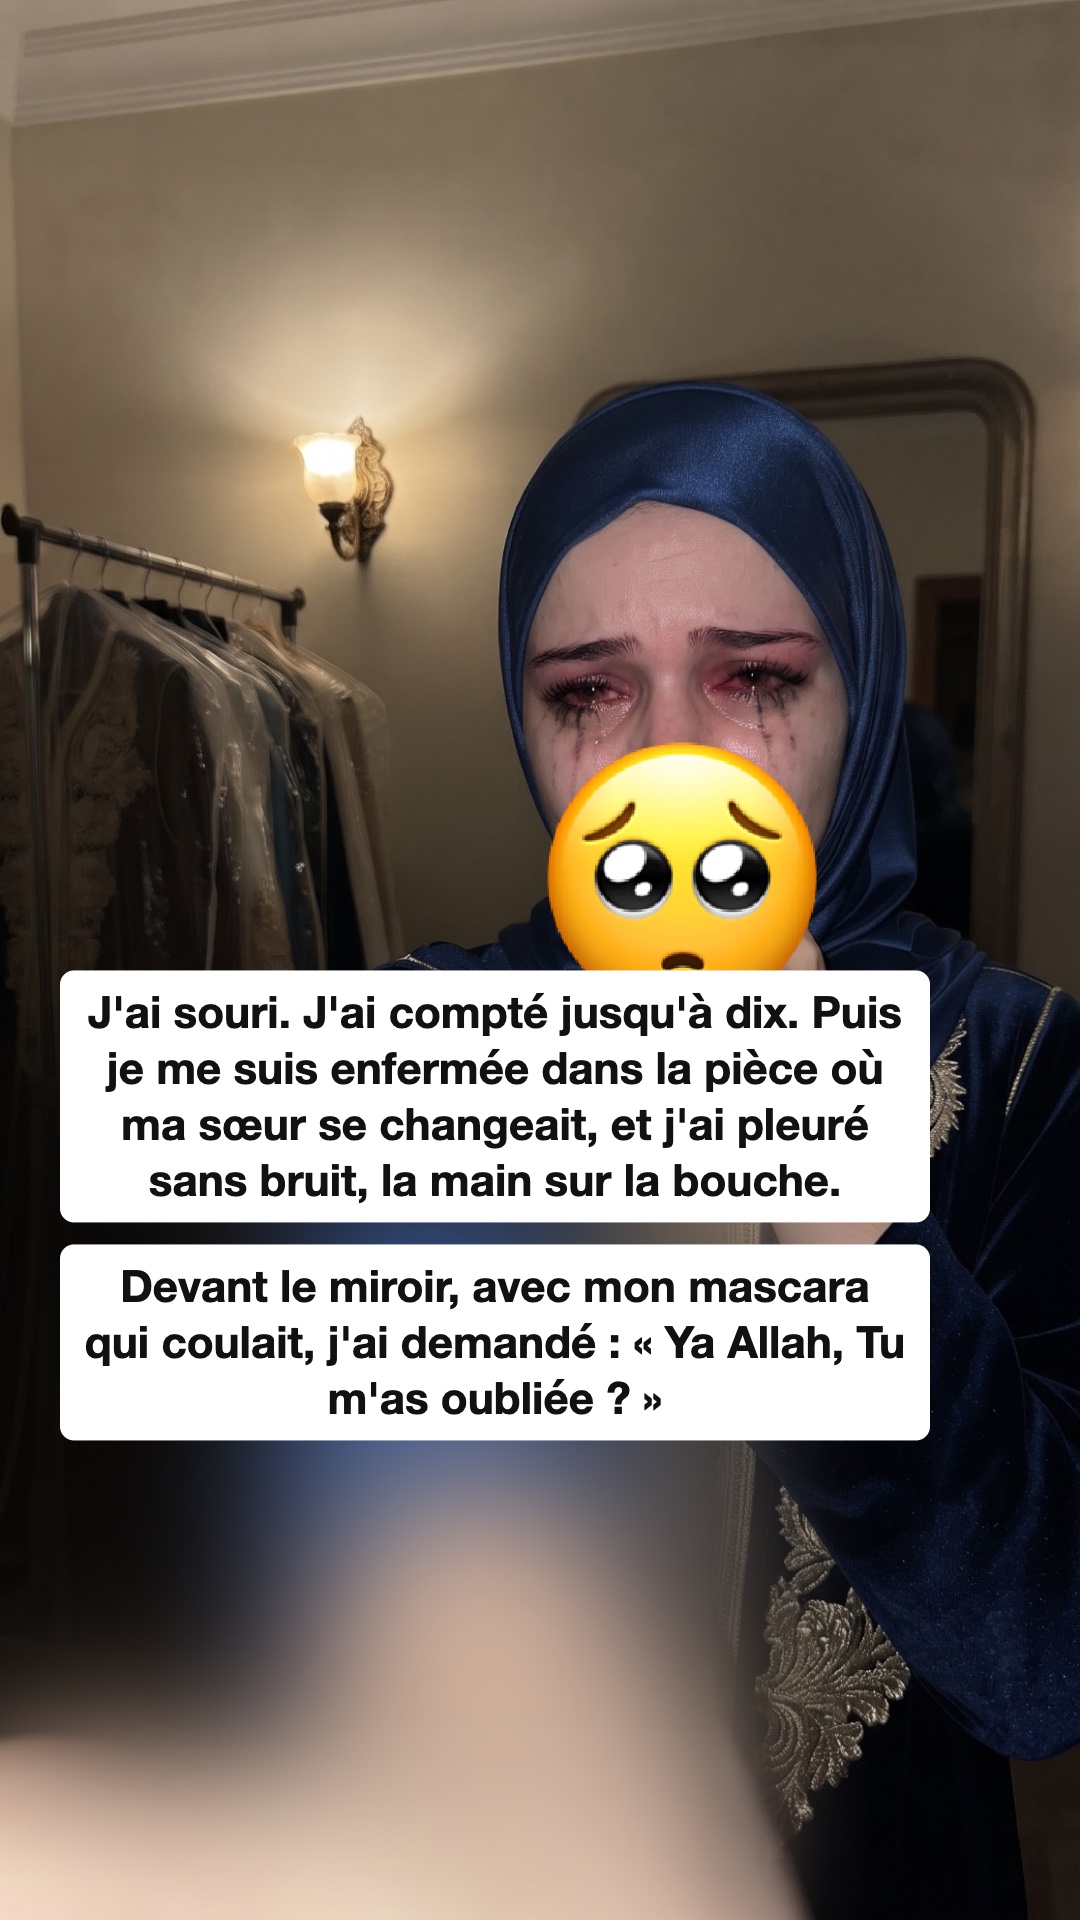 J'ai souri. J'ai compté jusqu'à dix. Puis
je me suis enfermée dans la pièce où
ma sœur se changeait, et j'ai pleuré
sans bruit, la main sur la bouche.
Devant le miroir, avec mon mascara
qui coulait, j'ai demandé : « Ya Allah, Tu
m'as oubliée ? »